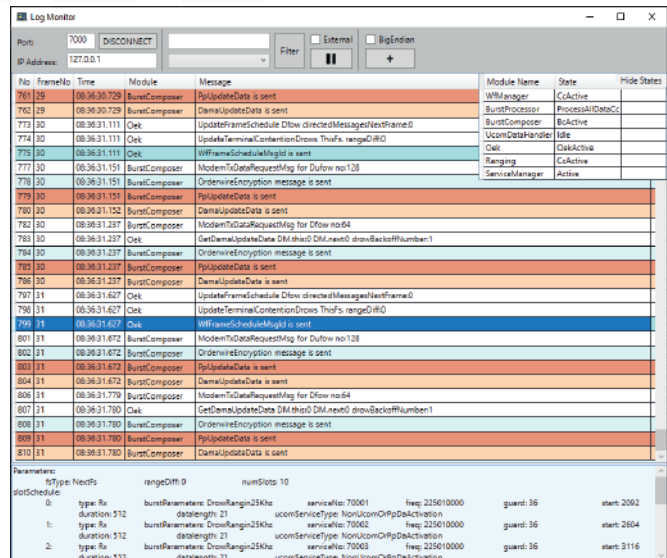 Log Monitor
Port: 7000 DISCONNECT Filter External BigEndian
IP Address: 127.0.0.1 +
No FrameNo Time Module Message
761 29 08:36:30.729 BurstComposer PpUpdateData is sent
762 29 08:36:30.729 BurstComposer DamaUpdateData is sent
773 30 08:36:31.111 Oek UpdateFrameSchedule Dfow directedMessagesNextFrame:0
774 30 08:36:31.111 Oek UpdateTerminalContentionDrows ThisFs. rangeDiff:0
775 30 08:36:31.111 Oek WfFrameScheduleMsgId is sent
777 30 08:36:31.151 BurstComposer ModemTxDataRequestMsg for Dufow no:128
778 30 08:36:31.151 BurstComposer OrderwireEncryption message is sent
779 30 08:36:31.151 BurstComposer PpUpdateData is sent
780 30 08:36:31.152 BurstComposer DamaUpdateData is sent
782 30 08:36:31.237 BurstComposer ModemTxDataRequestMsg for Dfow no:64
783 30 08:36:31.237 Oek GetDamaUpdateData DM.this:0 DM.next:0 drowBackoffNumber:1
784 30 08:36:31.237 BurstComposer OrderwireEncryption message is sent
785 30 08:36:31.237 BurstComposer PpUpdateData is sent
786 30 08:36:31.237 BurstComposer DamaUpdateData is sent
797 31 08:36:31.627 Oek UpdateFrameSchedule Dfow directedMessagesNextFrame:0
798 31 08:36:31.627 Oek UpdateTerminalContentionDrows ThisFs. rangeDiff:0
799 31 08:36:31.627 Oek WfFrameScheduleMsgId is sent
801 31 08:36:31.672 BurstComposer ModemTxDataRequestMsg for Dufow no:128
802 31 08:36:31.672 BurstComposer OrderwireEncryption message is sent
803 31 08:36:31.672 BurstComposer PpUpdateData is sent
804 31 08:36:31.672 BurstComposer DamaUpdateData is sent
806 31 08:36:31.779 BurstComposer ModemTxDataRequestMsg for Dfow no:64
807 31 08:36:31.780 Oek GetDamaUpdateData DM.this:0 DM.next:0 drowBackoffNumber:1
808 31 08:36:31.780 BurstComposer OrderwireEncryption message is sent
809 31 08:36:31.780 BurstComposer PpUpdateData is sent
810 31 08:36:31.780 BurstComposer DamaUpdateData is sent
Module Name State Hide States
WfManager CcActive
BurstProcessor ProcessAllDataCc
BurstComposer BcActive
UcomDataHandler Idle
Oek OekActive
Ranging CcActive
ServiceManager Active
Parameters:
fsType: NextFs rangeDiff: 0 numSlots: 10
slotSchedule:
0: type: Rx burstParameters: DrowRangin25Khz serviceNo: 70001 freq: 225010000 guard: 36 start: 2092
duration: 512 datalength: 21 ucomServiceType: NonUcomOrPpDaActivation
1: type: Rx burstParameters: DrowRangin25Khz serviceNo: 70002 freq: 225010000 guard: 36 start: 2604
duration: 512 datalength: 21 ucomServiceType: NonUcomOrPpDaActivation
2: type: Rx burstParameters: DrowRangin25Khz serviceNo: 70003 freq: 225010000 guard: 36 start: 3116
duration: 512 datalength: 21 ucomServiceType: NonUcomOrPpDaActivation